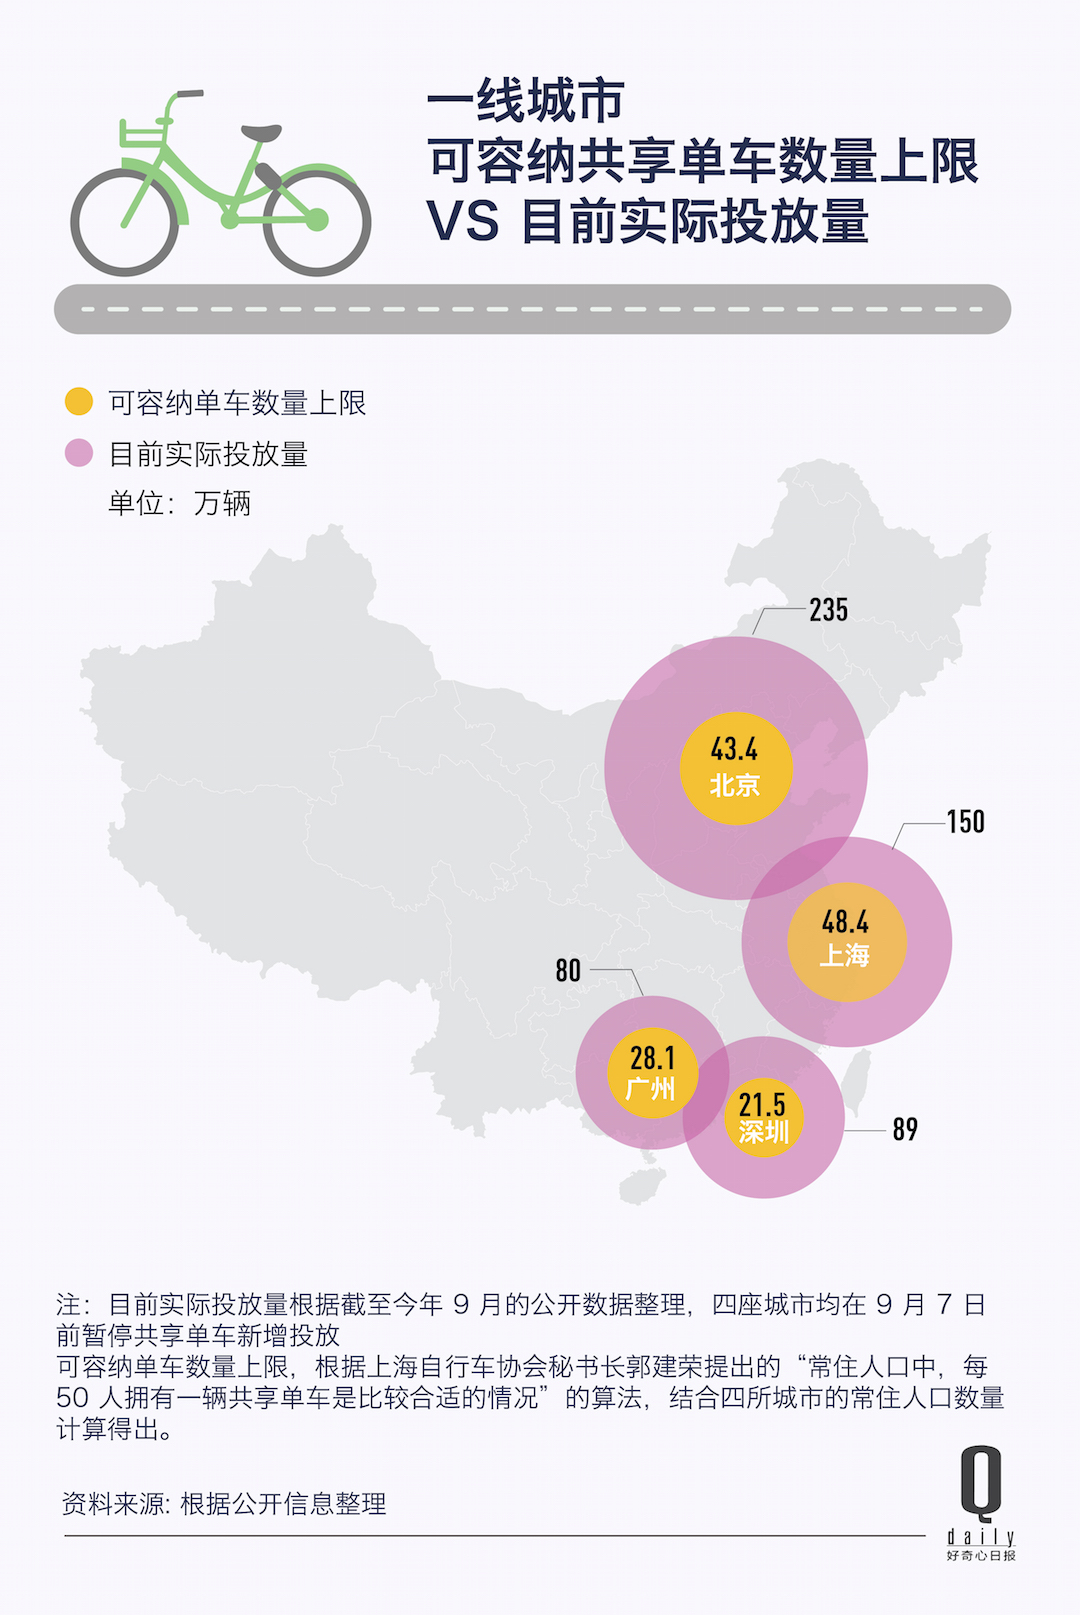 一线城市
可容纳共享单车数量上限
VS 目前实际投放量
可容纳单车数量上限
目前实际投放量
单位：万辆
235
43.4
北京
150
48.4
上海
80
28.1
广州
21.5
深圳
89
注：目前实际投放量根据截至今年 9 月的公开数据整理，四座城市均在 9 月 7 日
前暂停共享单车新增投放
可容纳单车数量上限，根据上海自行车协会秘书长郭建荣提出的“常住人口中，每
50 人拥有一辆共享单车是比较合适的情况”的算法，结合四所城市的常住人口数量
计算得出。
资料来源: 根据公开信息整理
Q
daily
好奇心日报